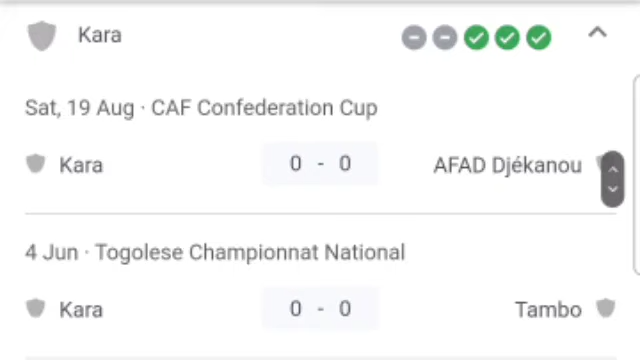 Kara
Sat, 19 Aug · CAF Confederation Cup
Kara 0 - 0 AFAD Djékanou
4 Jun · Togolese Championnat National
Kara 0 - 0 Tambo